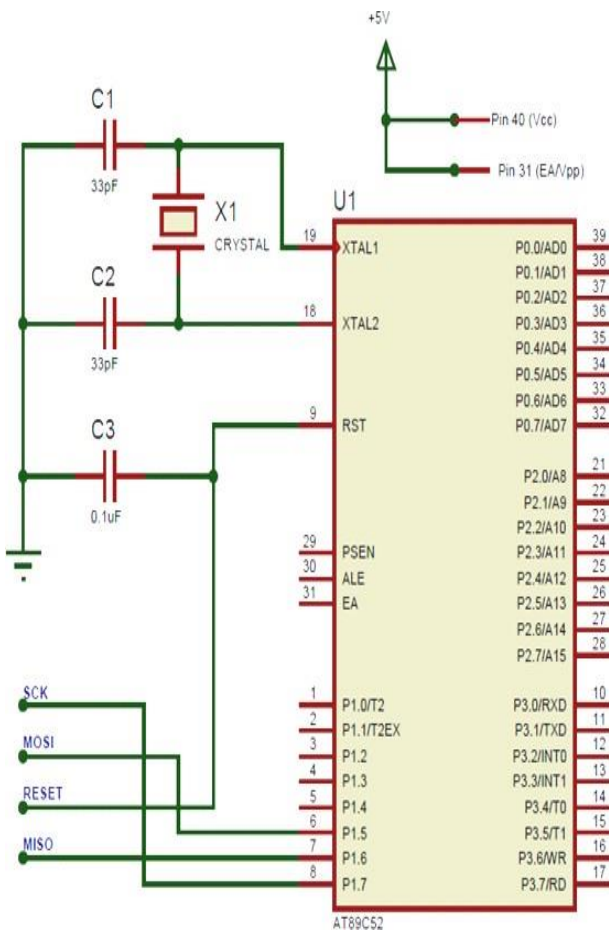 +5V
Pin 40 (Vcc)
Pin 31 (EA/Vpp)
C1
33pF
X1
CRYSTAL
C2
33pF
C3
0.1uF
U1
19 XTAL1
18 XTAL2
9 RST
29 PSEN
30 ALE
31 EA
1 P1.0/T2
2 P1.1/T2EX
3 P1.2
4 P1.3
5 P1.4
6 P1.5
7 P1.6
8 P1.7
P0.0/AD0 39
P0.1/AD1 38
P0.2/AD2 37
P0.3/AD3 36
P0.4/AD4 35
P0.5/AD5 34
P0.6/AD6 33
P0.7/AD7 32
P2.0/A8 21
P2.1/A9 22
P2.2/A10 23
P2.3/A11 24
P2.4/A12 25
P2.5/A13 26
P2.6/A14 27
P2.7/A15 28
P3.0/RXD 10
P3.1/TXD 11
P3.2/INT0 12
P3.3/INT1 13
P3.4/T0 14
P3.5/T1 15
P3.6/WR 16
P3.7/RD 17
AT89C52
SCK
MOSI
RESET
MISO